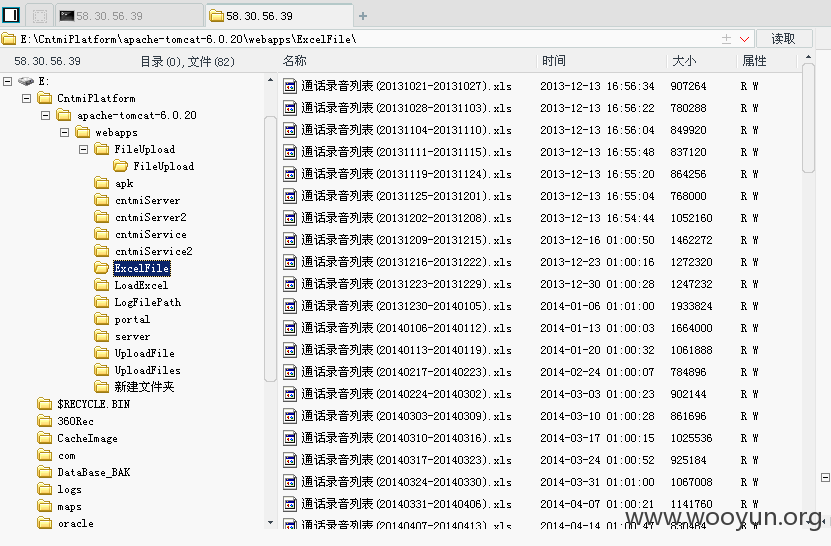 58.30.56.39 58.30.56.39
E:\CntmiPlatform\apache-tomcat-6.0.20\webapps\ExcelFile\ 读取
58.30.56.39 目录(0),文件(82) 名称 时间 大小 属性
E:
CntmiPlatform
apache-tomcat-6.0.20
webapps
FileUpload
FileUpload
apk
cntmiServer
cntmiServer2
cntmiService
cntmiService2
ExcelFile
LoadExcel
LogFilePath
portal
server
UploadFile
UploadFiles
新建文件夹
$RECYCLE.BIN
360Rec
CacheImage
com
DataBase_BAK
logs
maps
oracle
通话录音列表(20131021-20131027).xls 2013-12-13 16:56:34 907264 R W
通话录音列表(20131028-20131103).xls 2013-12-13 16:56:22 780288 R W
通话录音列表(20131104-20131110).xls 2013-12-13 16:56:04 849920 R W
通话录音列表(20131111-20131115).xls 2013-12-13 16:55:48 837120 R W
通话录音列表(20131119-20131124).xls 2013-12-13 16:55:20 864256 R W
通话录音列表(20131125-20131201).xls 2013-12-13 16:55:04 768000 R W
通话录音列表(20131202-20131208).xls 2013-12-13 16:54:44 1052160 R W
通话录音列表(20131209-20131215).xls 2013-12-16 01:00:50 1462272 R W
通话录音列表(20131216-20131222).xls 2013-12-23 01:00:16 1272320 R W
通话录音列表(20131223-20131229).xls 2013-12-30 01:00:28 1247232 R W
通话录音列表(20131230-20140105).xls 2014-01-06 01:01:00 1933824 R W
通话录音列表(20140106-20140112).xls 2014-01-13 01:00:03 1664000 R W
通话录音列表(20140113-20140119).xls 2014-01-20 01:00:32 1061888 R W
通话录音列表(20140217-20140223).xls 2014-02-24 01:00:07 784896 R W
通话录音列表(20140224-20140302).xls 2014-03-03 01:00:23 902144 R W
通话录音列表(20140303-20140309).xls 2014-03-10 01:00:28 861696 R W
通话录音列表(20140310-20140316).xls 2014-03-17 01:00:15 1025536 R W
通话录音列表(20140317-20140323).xls 2014-03-24 01:00:52 925184 R W
通话录音列表(20140324-20140330).xls 2014-03-31 01:01:00 1067008 R W
通话录音列表(20140331-20140406).xls 2014-04-07 01:00:21 1141760 R W
通话录音列表(20140407-20140413).xls 2014-04-14 01:00:47 830464 R W
www.wooyun.org